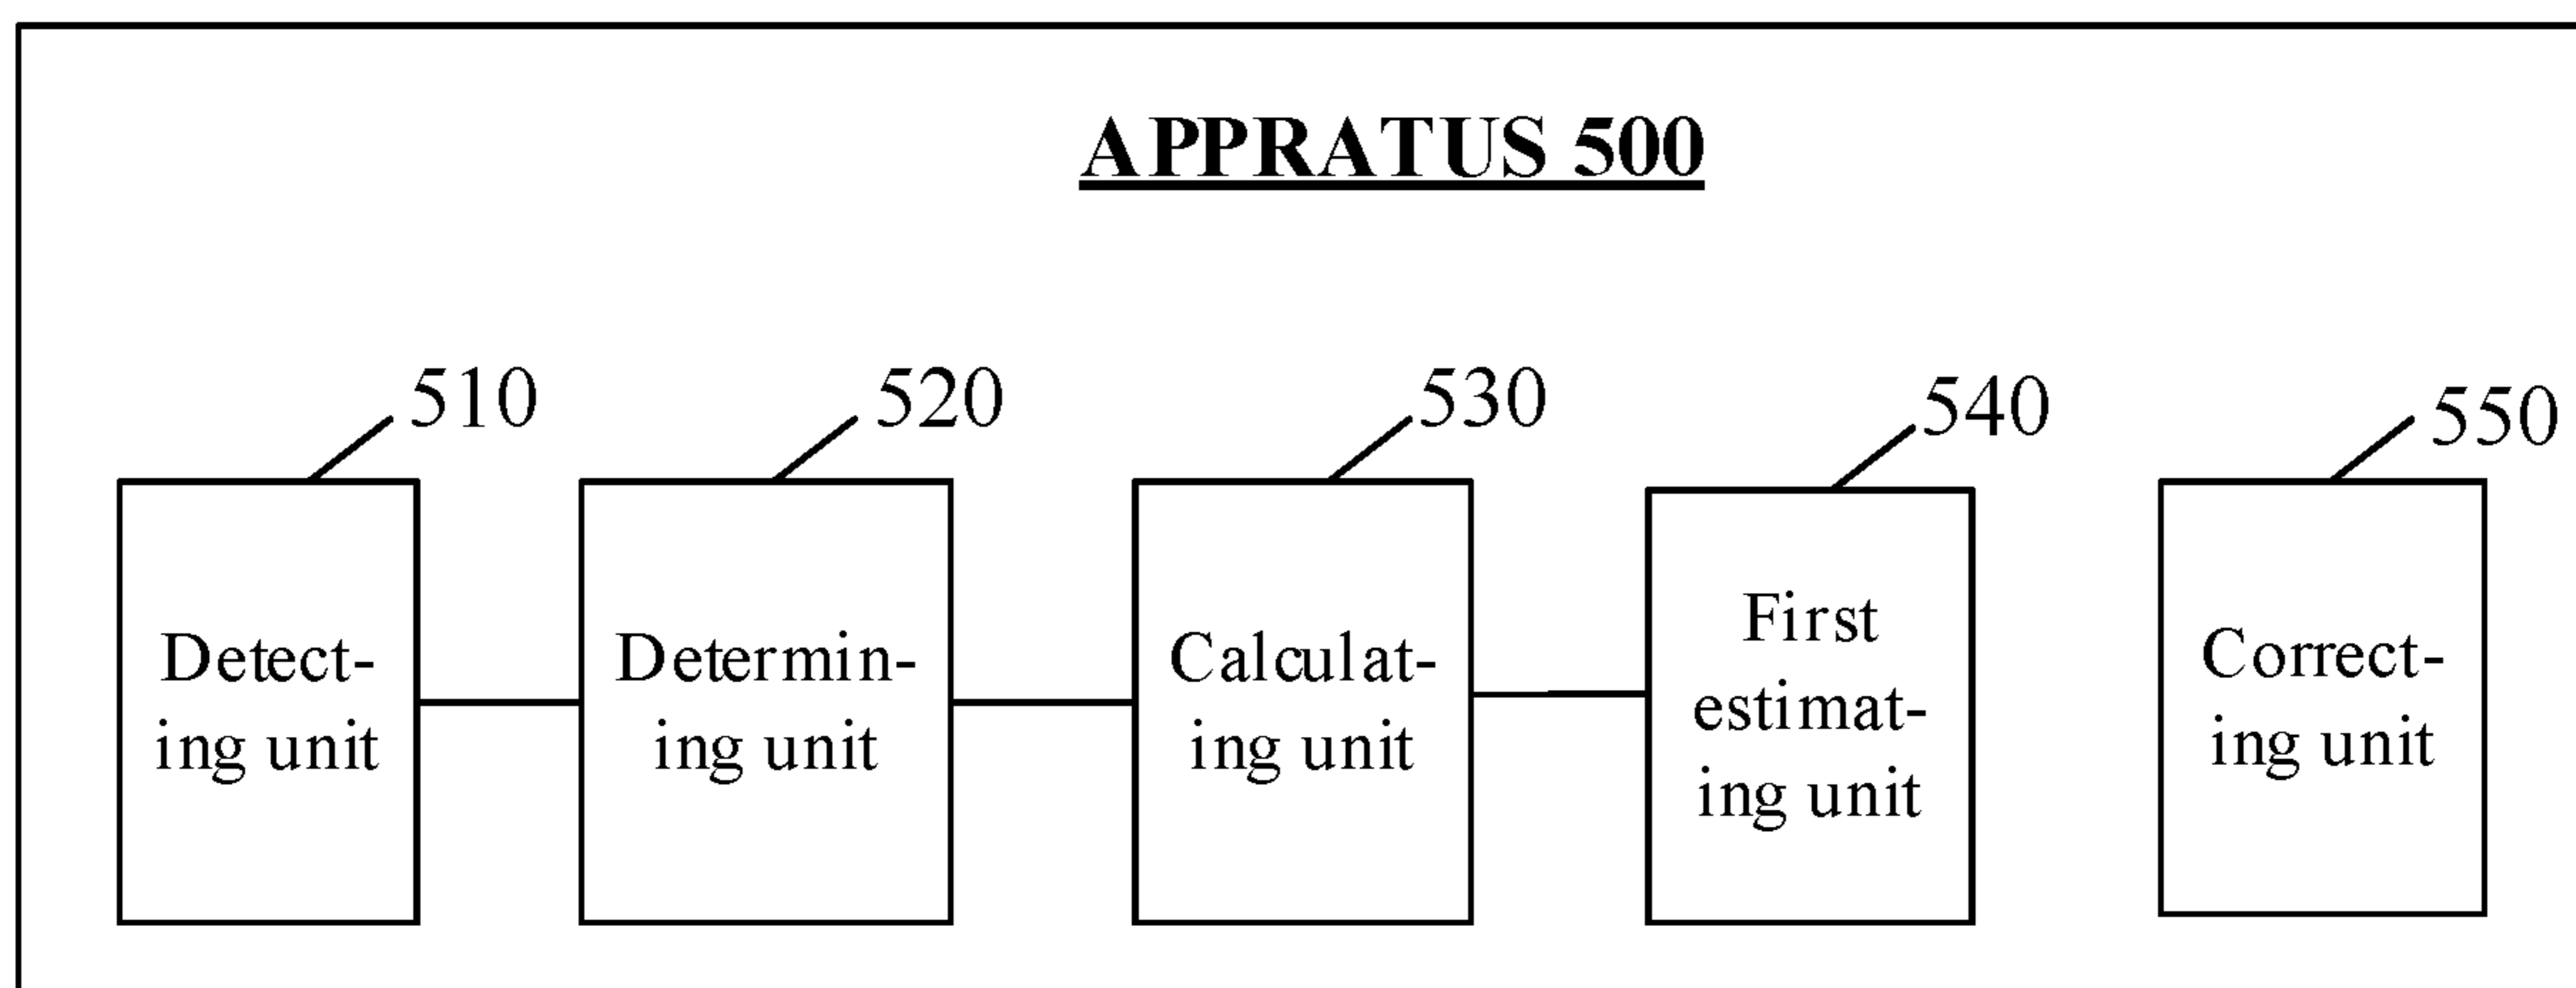 APPRATUS 500
510
520
530
540
550
Detect-
ing unit
Determin-
ing unit
Calculat-
ing unit
First
estimat-
ing unit
Correct-
ing unit